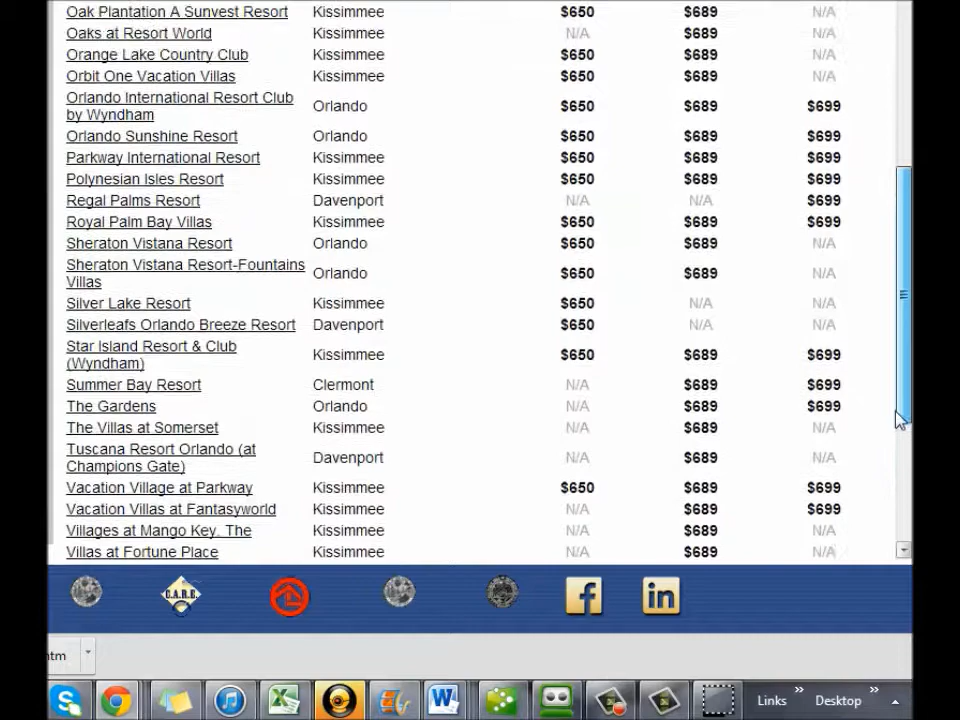 Oak Plantation A Sunvest Resort Kissimmee $650 $689 N/A
Oaks at Resort World Kissimmee N/A $689 N/A
Orange Lake Country Club Kissimmee $650 $689 N/A
Orbit One Vacation Villas Kissimmee $650 $689 N/A
Orlando International Resort Club
by Wyndham Orlando $650 $689 $699
Orlando Sunshine Resort Orlando $650 $689 $699
Parkway International Resort Kissimmee $650 $689 $699
Polynesian Isles Resort Kissimmee $650 $689 $699
Regal Palms Resort Davenport N/A N/A $699
Royal Palm Bay Villas Kissimmee $650 $689 $699
Sheraton Vistana Resort Orlando $650 $689 N/A
Sheraton Vistana Resort-Fountains
Villas Orlando $650 $689 N/A
Silver Lake Resort Kissimmee $650 N/A N/A
Silverleafs Orlando Breeze Resort Davenport $650 N/A N/A
Star Island Resort & Club
(Wyndham) Kissimmee $650 $689 $699
Summer Bay Resort Clermont N/A $689 $699
The Gardens Orlando N/A $689 $699
The Villas at Somerset Kissimmee N/A $689 N/A
Tuscana Resort Orlando (at
Champions Gate) Davenport N/A $689 N/A
Vacation Village at Parkway Kissimmee $650 $689 $699
Vacation Villas at Fantasyworld Kissimmee N/A $689 $699
Villages at Mango Key. The Kissimmee N/A $689 N/A
Villas at Fortune Place Kissimmee N/A $689 N/A
C.A.R.E.
f in
ntm
Links » Desktop »